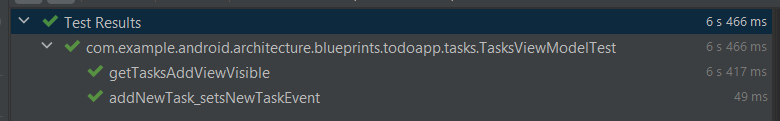 Test Results 6 s 466 ms
com.example.android.architecture.blueprints.todoapp.tasks.TasksViewModelTest 6 s 466 ms
getTasksAddViewVisible 6 s 417 ms
addNewTask_setsNewTaskEvent 49 ms